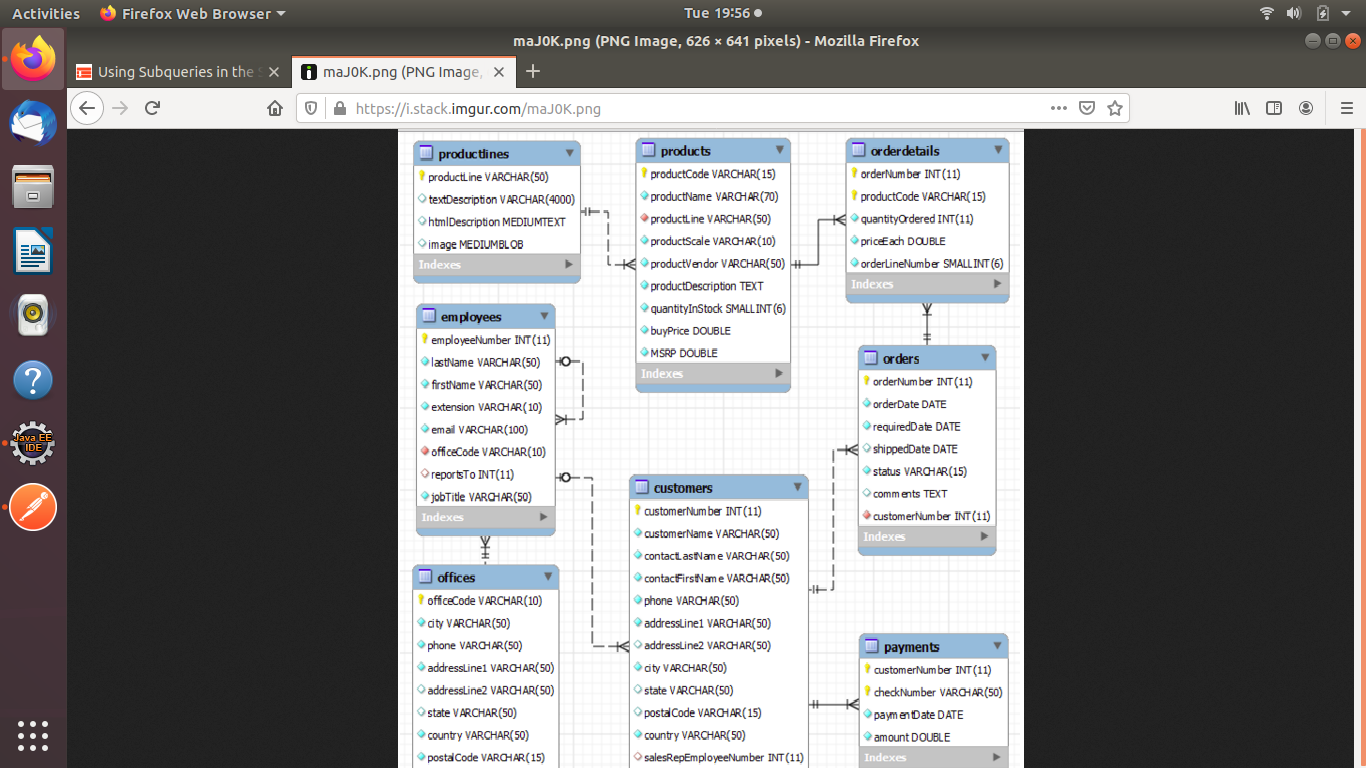 Activities
Firefox Web Browser
Tue 19:56
maJ0K.png (PNG Image, 626 × 641 pixels) - Mozilla Firefox
Using Subqueries in the S
maJ0K.png (PNG Image,
https://i.stack.imgur.com/maJ0K.png
Java EE
IDE
productlines
productLine VARCHAR(50)
textDescription VARCHAR(4000)
htmlDescription MEDIUMTEXT
image MEDIUMBLOB
Indexes
products
productCode VARCHAR(15)
productName VARCHAR(70)
productLine VARCHAR(50)
productScale VARCHAR(10)
productVendor VARCHAR(50)
productDescription TEXT
quantityInStock SMALLINT(6)
buyPrice DOUBLE
MSRP DOUBLE
Indexes
orderdetails
orderNumber INT(11)
productCode VARCHAR(15)
quantityOrdered INT(11)
priceEach DOUBLE
orderLineNumber SMALLINT(6)
Indexes
employees
employeeNumber INT(11)
lastName VARCHAR(50)
firstName VARCHAR(50)
extension VARCHAR(10)
email VARCHAR(100)
officeCode VARCHAR(10)
reportsTo INT(11)
jobTitle VARCHAR(50)
Indexes
orders
orderNumber INT(11)
orderDate DATE
requiredDate DATE
shippedDate DATE
status VARCHAR(15)
comments TEXT
customerNumber INT(11)
Indexes
customers
customerNumber INT(11)
customerName VARCHAR(50)
contactLastName VARCHAR(50)
contactFirstName VARCHAR(50)
phone VARCHAR(50)
addressLine1 VARCHAR(50)
addressLine2 VARCHAR(50)
city VARCHAR(50)
state VARCHAR(50)
postalCode VARCHAR(15)
country VARCHAR(50)
salesRepEmployeeNumber INT(11)
offices
officeCode VARCHAR(10)
city VARCHAR(50)
phone VARCHAR(50)
addressLine1 VARCHAR(50)
addressLine2 VARCHAR(50)
state VARCHAR(50)
country VARCHAR(50)
postalCode VARCHAR(15)
payments
customerNumber INT(11)
checkNumber VARCHAR(50)
paymentDate DATE
amount DOUBLE
Indexes